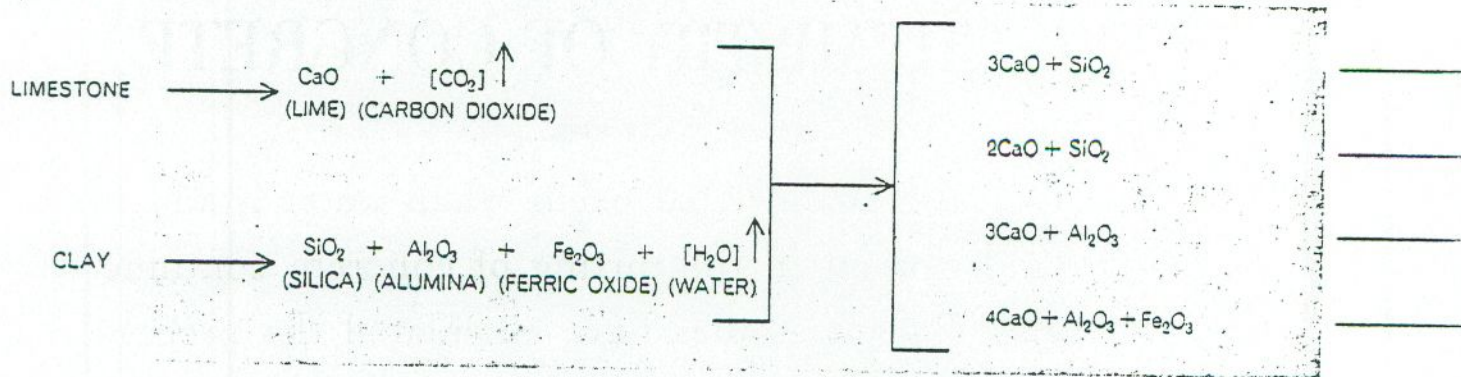 LIMESTONE CaO + [CO₂]
(LIME) (CARBON DIOXIDE)
CLAY SiO₂ + Al₂O₃ + Fe₂O₃ + [H₂O]
(SILICA) (ALUMINA) (FERRIC OXIDE) (WATER)
3CaO + SiO₂
2CaO + SiO₂
3CaO + Al₂O₃
4CaO + Al₂O₃ + Fe₂O₃